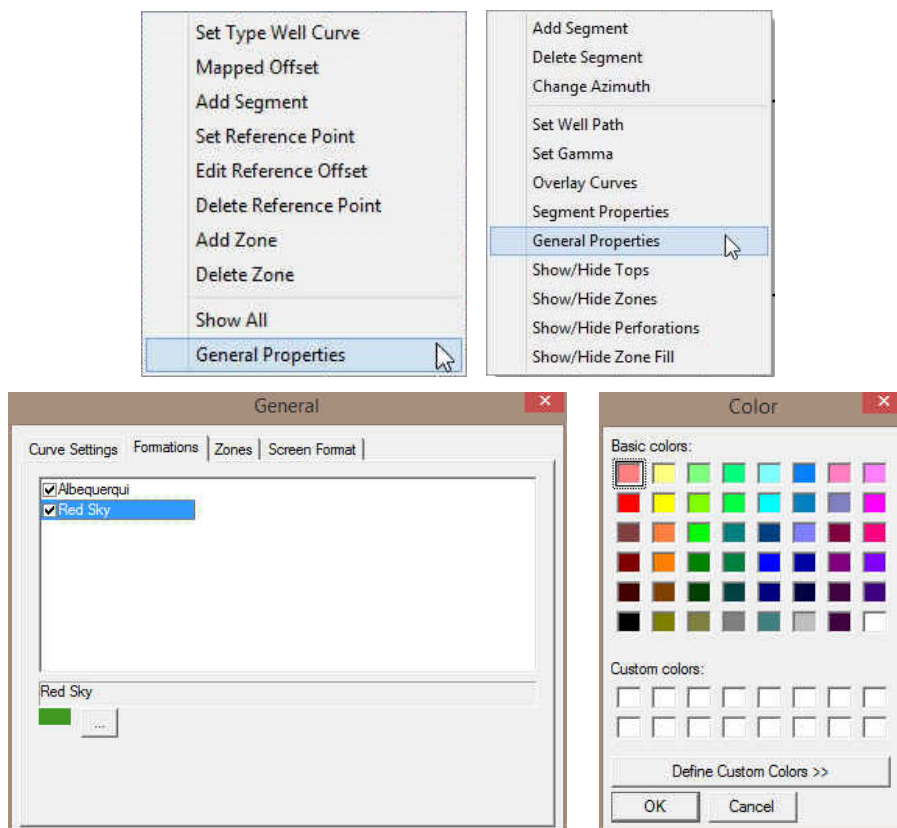 Set Type Well Curve
Mapped Offset
Add Segment
Set Reference Point
Edit Reference Offset
Delete Reference Point
Add Zone
Delete Zone
Show All
General Properties
Add Segment
Delete Segment
Change Azimuth
Set Well Path
Set Gamma
Overlay Curves
Segment Properties
General Properties
Show/Hide Tops
Show/Hide Zones
Show/Hide Perforations
Show/Hide Zone Fill
General
Curve Settings Formations Zones Screen Format
Albequerqui
Red Sky
Red Sky
...
Color
Basic colors:
Custom colors:
Define Custom Colors >>
OK Cancel